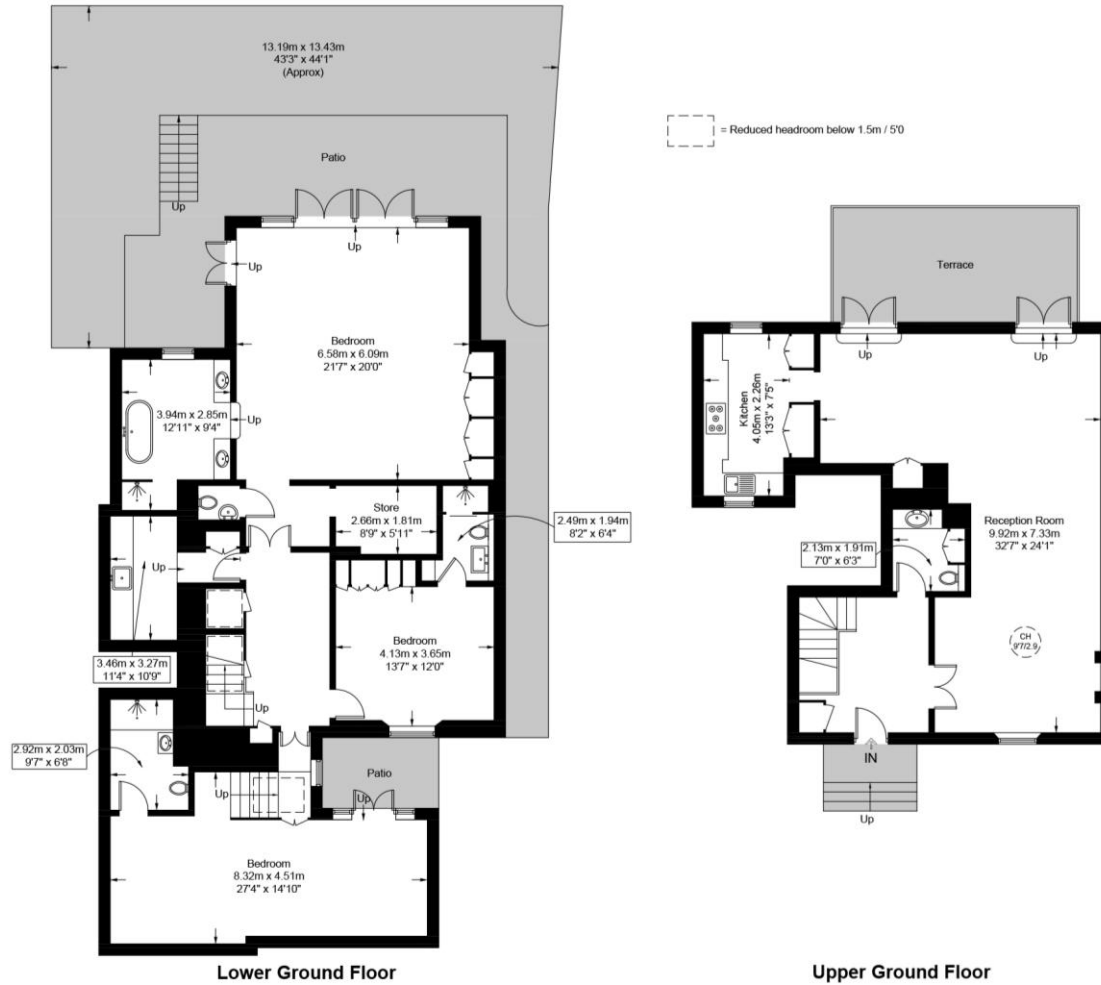 13.19m x 13.43m
43'3" x 44'1"
(Approx)
= Reduced headroom below 1.5m / 5'0
Patio
Up
Up
Up
Terrace
Up
Up
Bedroom
6.58m x 6.09m
21'7" x 20'0"
Kitchen
4.05m x 2.26m
13'3" x 7'5"
3.94m x 2.85m
12'11" x 9'4"
Up
Store
2.66m x 1.81m
8'9" x 5'11"
2.49m x 1.94m
8'2" x 6'4"
Reception Room
9.92m x 7.33m
32'7" x 24'1"
2.13m x 1.91m
7'0" x 6'3"
Up
Bedroom
4.13m x 3.65m
13'7" x 12'0"
CH
9'7/2.9
3.46m x 3.27m
11'4" x 10'9"
Up
2.92m x 2.03m
9'7" x 6'8"
IN
Patio
Up
Up
Up
Bedroom
8.32m x 4.51m
27'4" x 14'10"
Lower Ground Floor
Upper Ground Floor